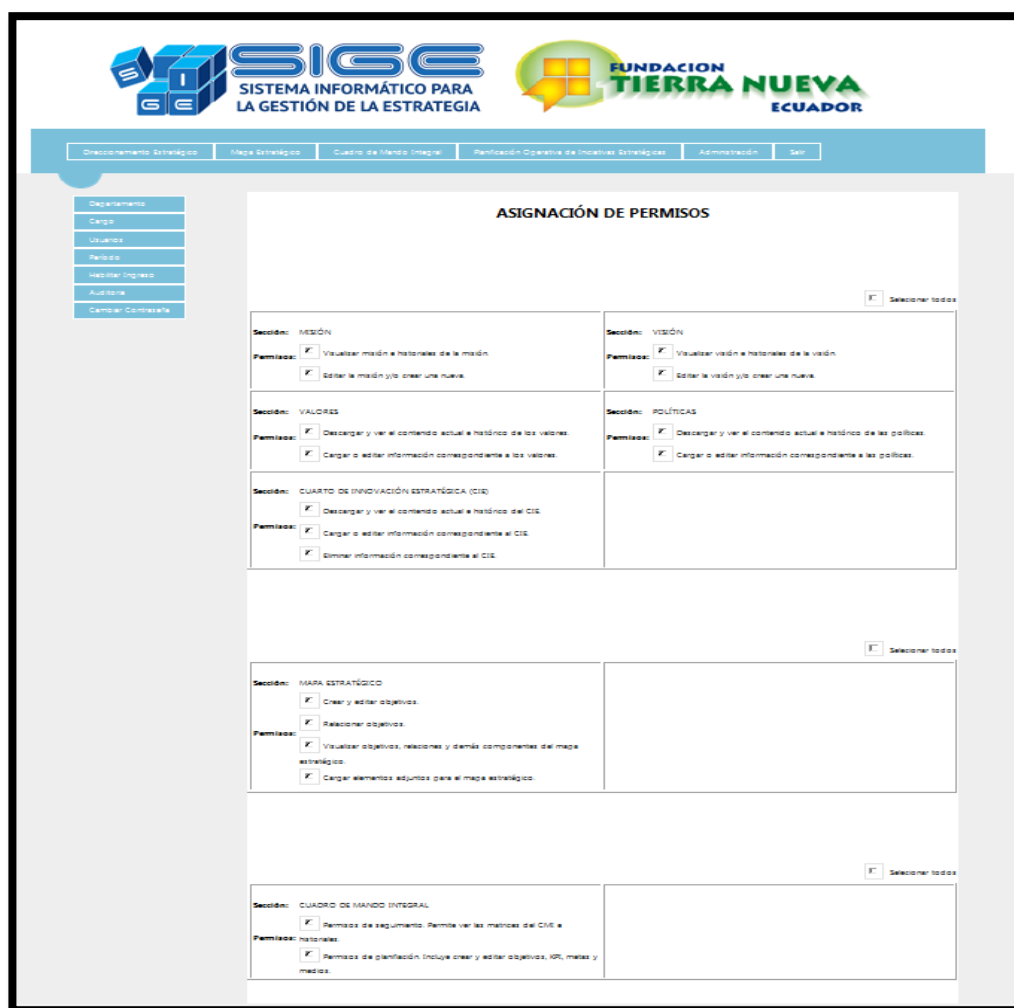 SIGE
SIGE
SISTEMA INFORMÁTICO PARA
LA GESTIÓN DE LA ESTRATEGIA
FUNDACION
TIERRA NUEVA
ECUADOR
Direccionamiento Estratégico Mapa Estratégico Cuadro de Mando Integral Planificación Operativa de Iniciativas Estratégicas Administración Salir
Departamento
Cargo
Usuarios
Período
Habilitar Ingreso
Auditoria
Cambiar Contraseña
ASIGNACIÓN DE PERMISOS
Selecionar todos
Sección: MISIÓN
Permisos:
Visualizar misión e historiales de la misión.
Editar la misión y/o crear una nueva.
Sección: VISIÓN
Permisos:
Visualizar visión e historiales de la visión.
Editar la visión y/o crear una nueva.
Sección: VALORES
Permisos:
Descargar y ver el contenido actual e histórico de los valores.
Cargar o editar información correspondiente a los valores.
Sección: POLÍTICAS
Permisos:
Descargar y ver el contenido actual e histórico de las políticas.
Cargar o editar información correspondiente a las políticas.
Sección: CUARTO DE INNOVACIÓN ESTRATÉGICA (CIE)
Permisos:
Descargar y ver el contenido actual e histórico del CIE.
Cargar o editar información correspondiente al CIE.
Eliminar información correspondiente al CIE.
Selecionar todos
Sección: MAPA ESTRATÉGICO
Permisos:
Crear y editar objetivos.
Relacionar objetivos.
Visualizar objetivos, relaciones y demás componentes del mapa
estratégico.
Cargar elementos adjuntos para el mapa estratégico.
Selecionar todos
Sección: CUADRO DE MANDO INTEGRAL
Permisos:
Permisos de seguimiento. Permite ver las matrices del CMI e
historiales.
Permisos de planifiación. Incluye crear y editar objetivos, KPI, metas y
medios.